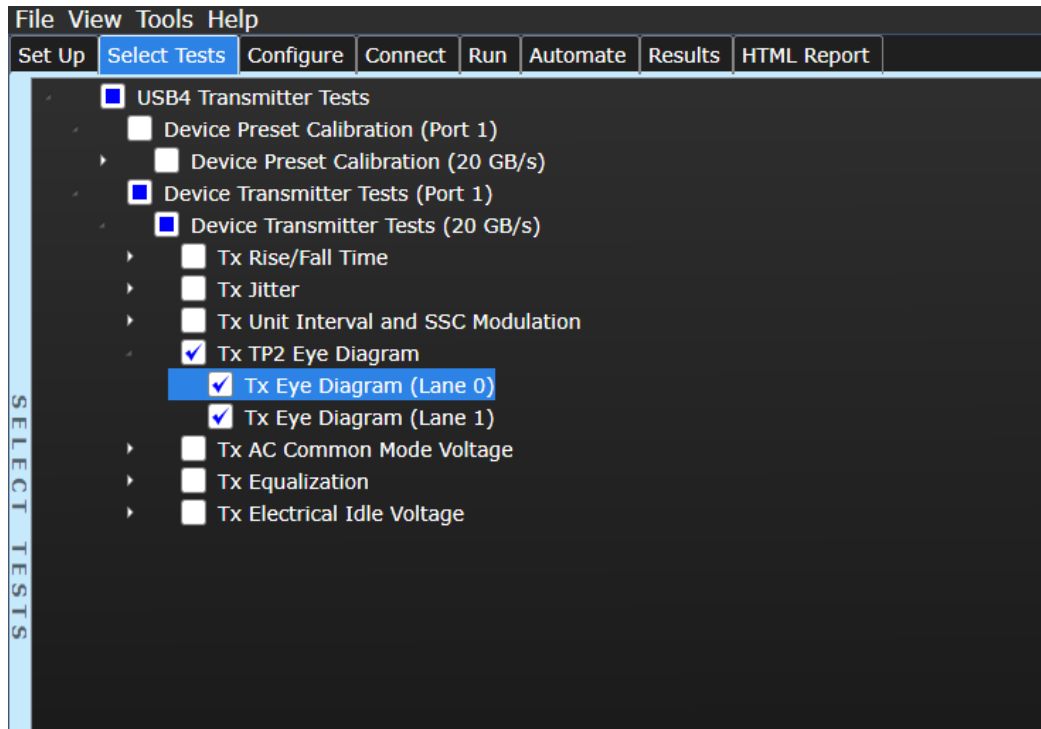 File View Tools Help
Set Up Select Tests Configure Connect Run Automate Results HTML Report
USB4 Transmitter Tests
Device Preset Calibration (Port 1)
Device Preset Calibration (20 GB/s)
Device Transmitter Tests (Port 1)
Device Transmitter Tests (20 GB/s)
Tx Rise/Fall Time
Tx Jitter
Tx Unit Interval and SSC Modulation
Tx TP2 Eye Diagram
Tx Eye Diagram (Lane 0)
Tx Eye Diagram (Lane 1)
Tx AC Common Mode Voltage
Tx Equalization
Tx Electrical Idle Voltage
SELECT TESTS